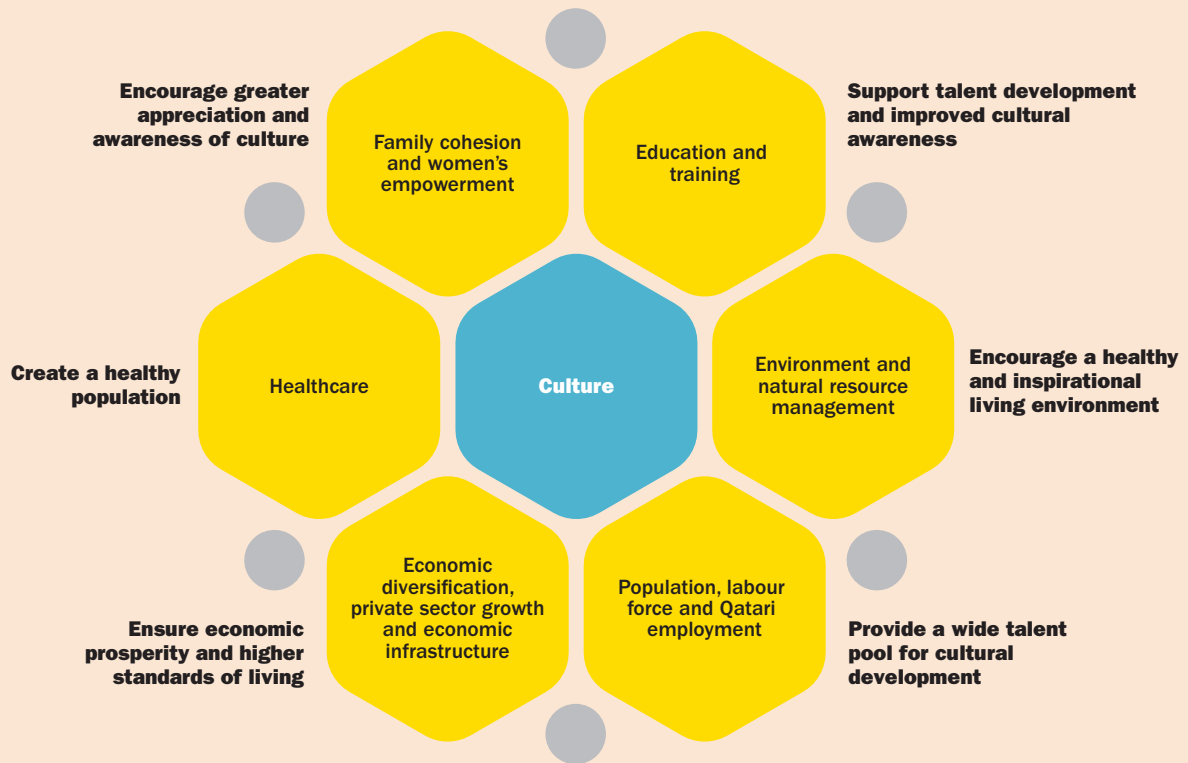 Encourage greater
appreciation and
awareness of culture
Family cohesion
and women's
empowerment
Education and
training
Support talent development
and improved cultural
awareness
Create a healthy
population
Healthcare
Culture
Environment and
natural resource
management
Encourage a healthy
and inspirational
living environment
Ensure economic
prosperity and higher
standards of living
Economic
diversification,
private sector growth
and economic
infrastructure
Population, labour
force and Qatari
employment
Provide a wide talent
pool for cultural
development